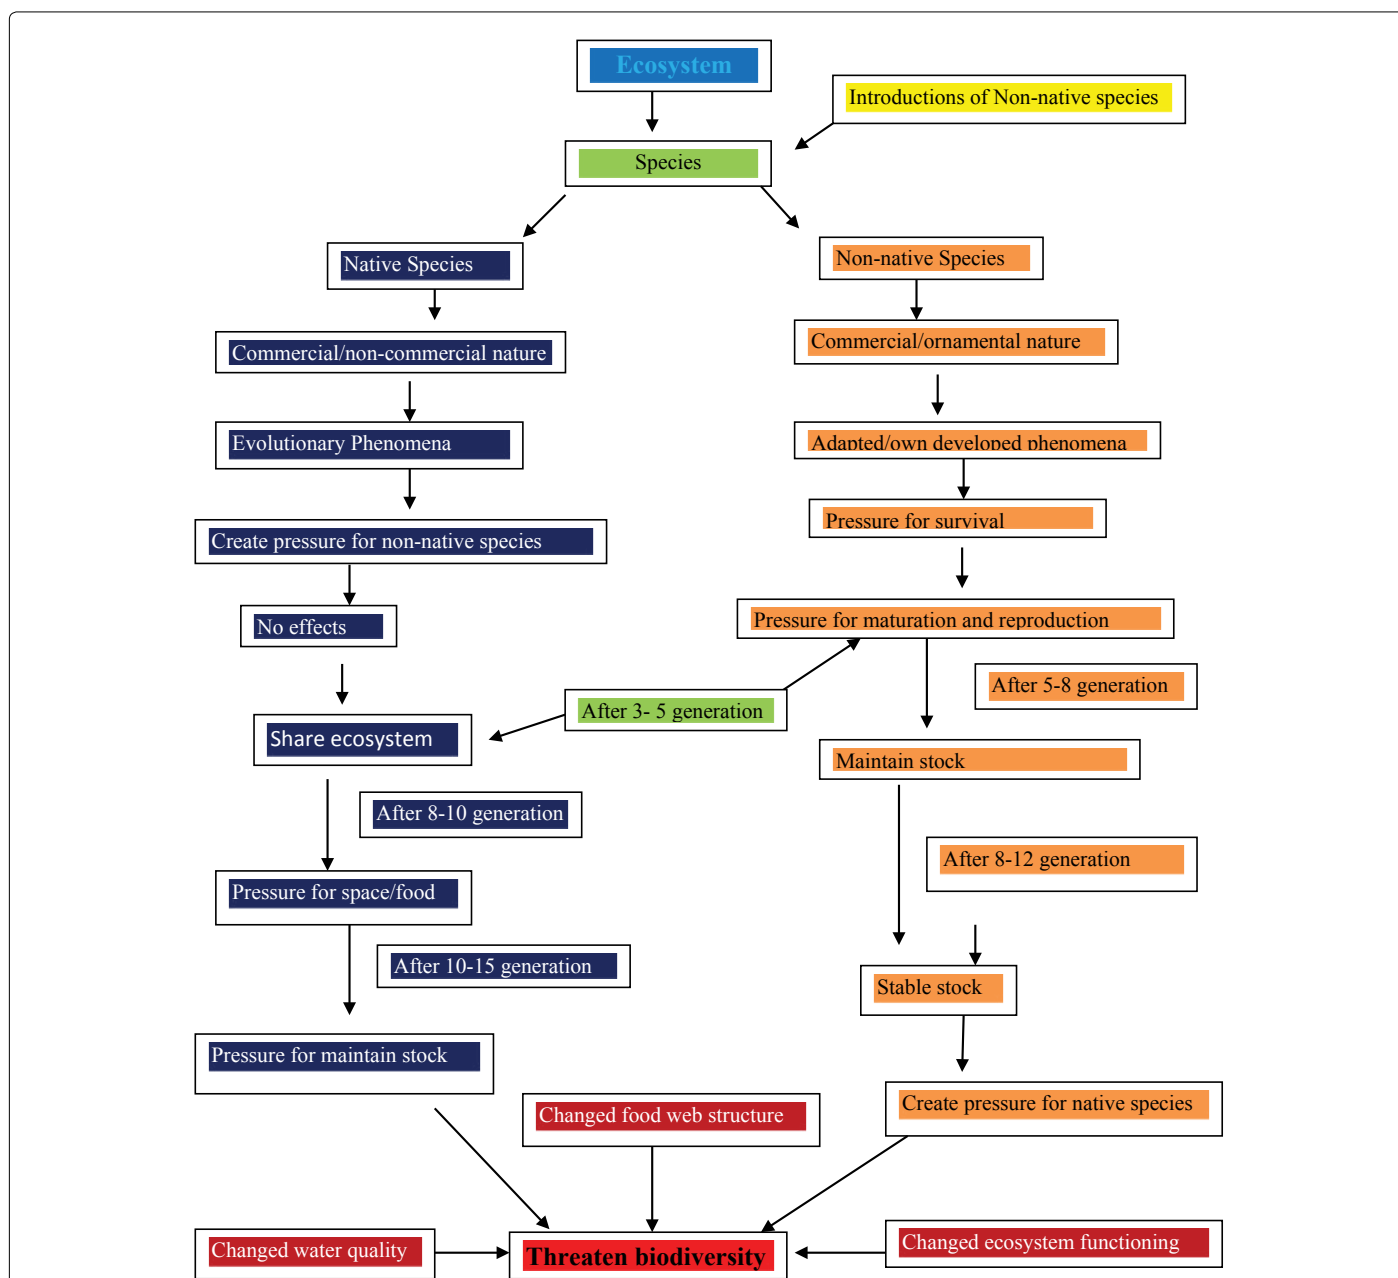 Ecosystem
Introductions of Non-native species
Species
Native Species
Non-native Species
Commercial/non-commercial nature
Commercial/ornamental nature
Evolutionary Phenomena
Adapted/own developed phenomena
Pressure for survival
Create pressure for non-native species
No effects
Pressure for maturation and reproduction
After 5-8 generation
After 3- 5 generation
Share ecosystem
Maintain stock
After 8-10 generation
After 8-12 generation
Pressure for space/food
After 10-15 generation
Stable stock
Pressure for maintain stock
Create pressure for native species
Changed food web structure
Changed water quality
Threaten biodiversity
Changed ecosystem functioning